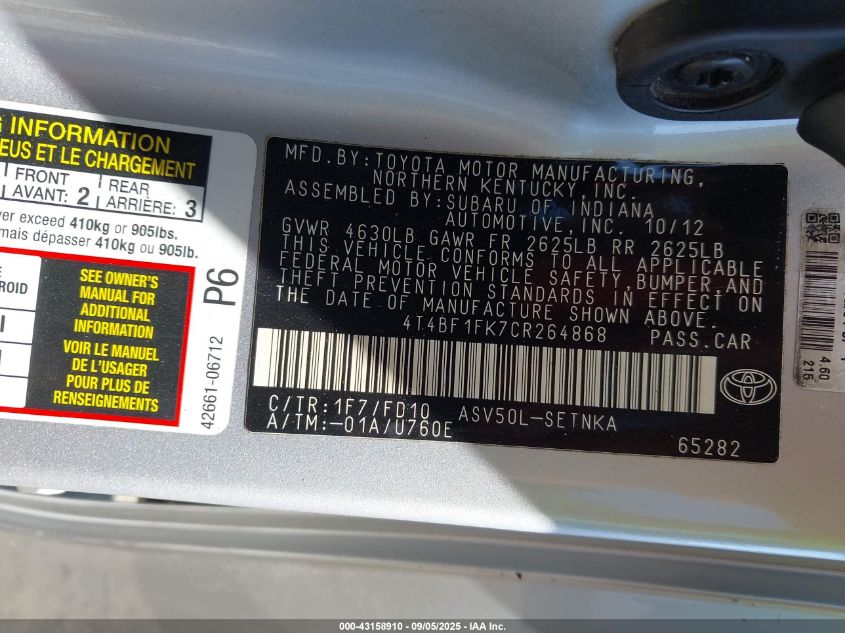 G INFORMATION
EUS ET LE CHARGEMENT
FRONT
AVANT: 2
REAR
ARRIÈRE: 3
ver exceed 410kg or 905lbs.
mais dépasser 410kg ou 905lb.
E
ROID
SEE OWNER'S
MANUAL FOR
ADDITIONAL
INFORMATION
VOIR LE MANUEL
DE L'USAGER
POUR PLUS DE
RENSEIGNEMENTS
42661-06712
P6
MFD.BY:TOYOTA MOTOR MANUFACTURING,
NORTHERN KENTUCKY,INC.
ASSEMBLED BY:SUBARU OF INDIANA
AUTOMOTIVE,INC. 10/12
GVWR 4630LB GAWR FR 2625LB RR 2625LB
THIS VEHICLE CONFORMS TO ALL APPLICABLE
FEDERAL MOTOR VEHICLE SAFETY,BUMPER,AND
THEFT PREVENTION STANDARDS IN EFFECT ON
THE DATE OF MANUFACTURE SHOWN ABOVE.
4T4BF1FK7CR264868 PASS.CAR
C/TR:1F7/FD10 ASV50L-SETNKA
A/TM:-01A/U760E
65282
TOYOTA
4.60
215
000-43158910 - 09/05/2025 - IAA Inc.